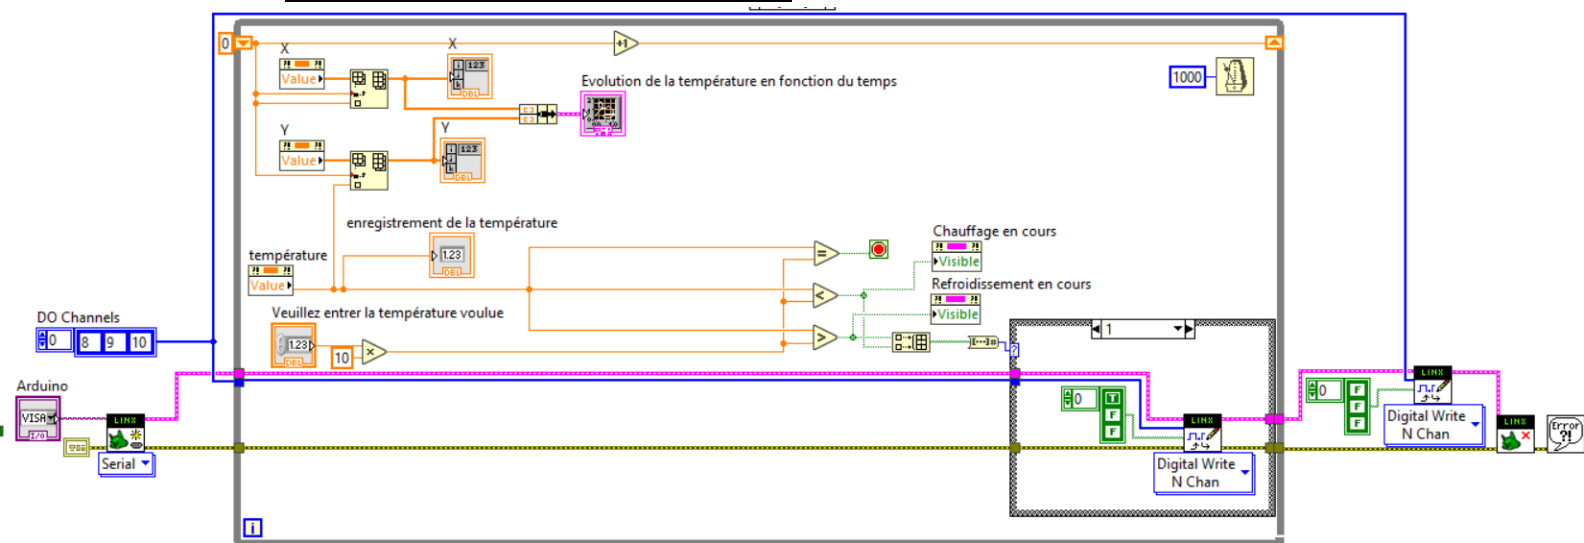 0
X
X
+1
Value
123
DBL
1000
Evolution de la température en fonction du temps
Y
Y
Value
123
DBL
enregistrement de la température
1.23
DBL
température
Value
=
Chauffage en cours
Visible
<
Refroidissement en cours
Visible
Veuillez entrer la température voulue
1.23
DBL
10
×
>
1
?
DO Channels
0 8 9 10
Arduino
VISA
I/O
LINX
Serial
0
T
F
F
LINX
Digital Write
N Chan
0
F
F
F
LINX
Digital Write
N Chan
LINX
Error
?!
i